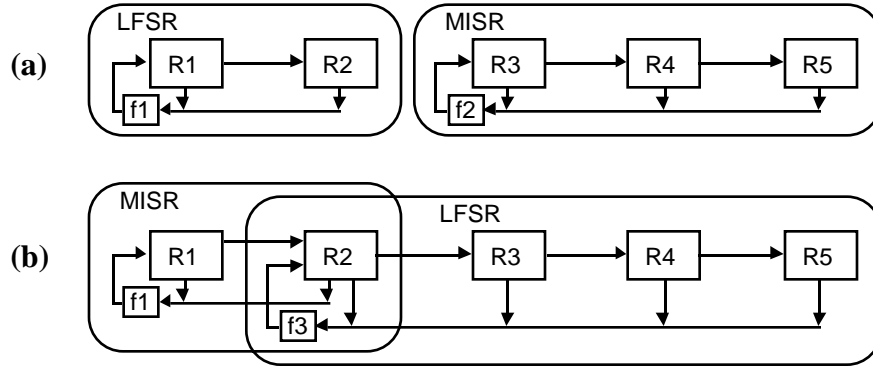 LFSR MISR
(a) R1 R2 R3 R4 R5
f1 f2
MISR LFSR
(b) R1 R2 R3 R4 R5
f1 f3